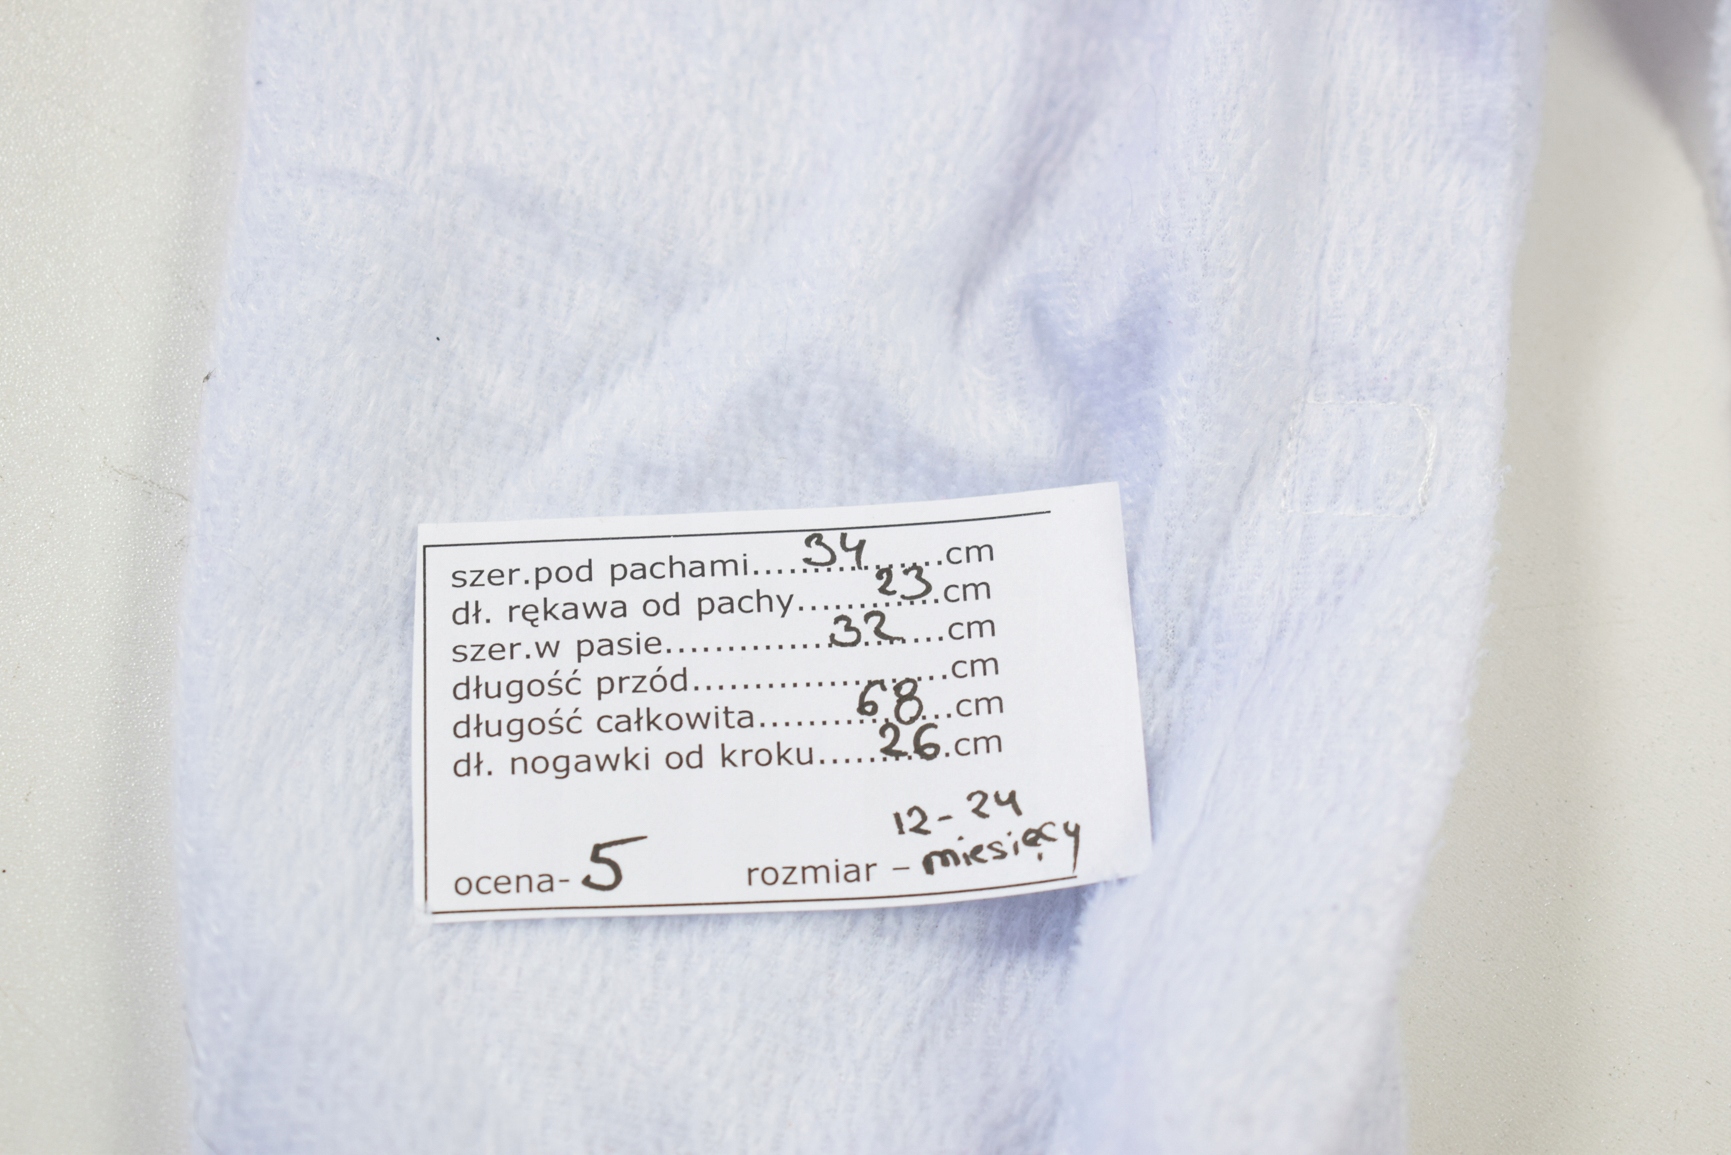 szer.pod pachami....34.....cm
dł. rękawa od pachy......23.cm
szer.w pasie.............32...cm
długość przód......................cm
długość całkowita.........68..cm
dł. nogawki od kroku.....26.cm
12-24
ocena- 5 rozmiar – miesięcy